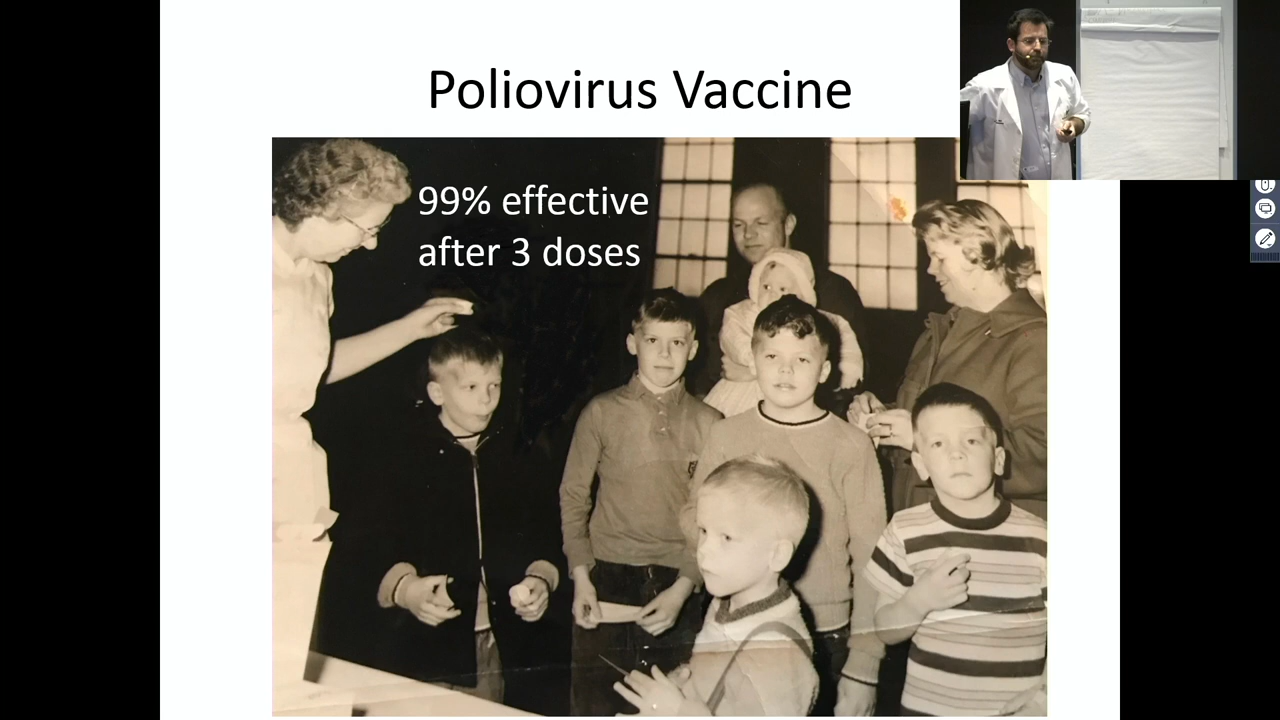 Poliovirus Vaccine
99% effective
after 3 doses